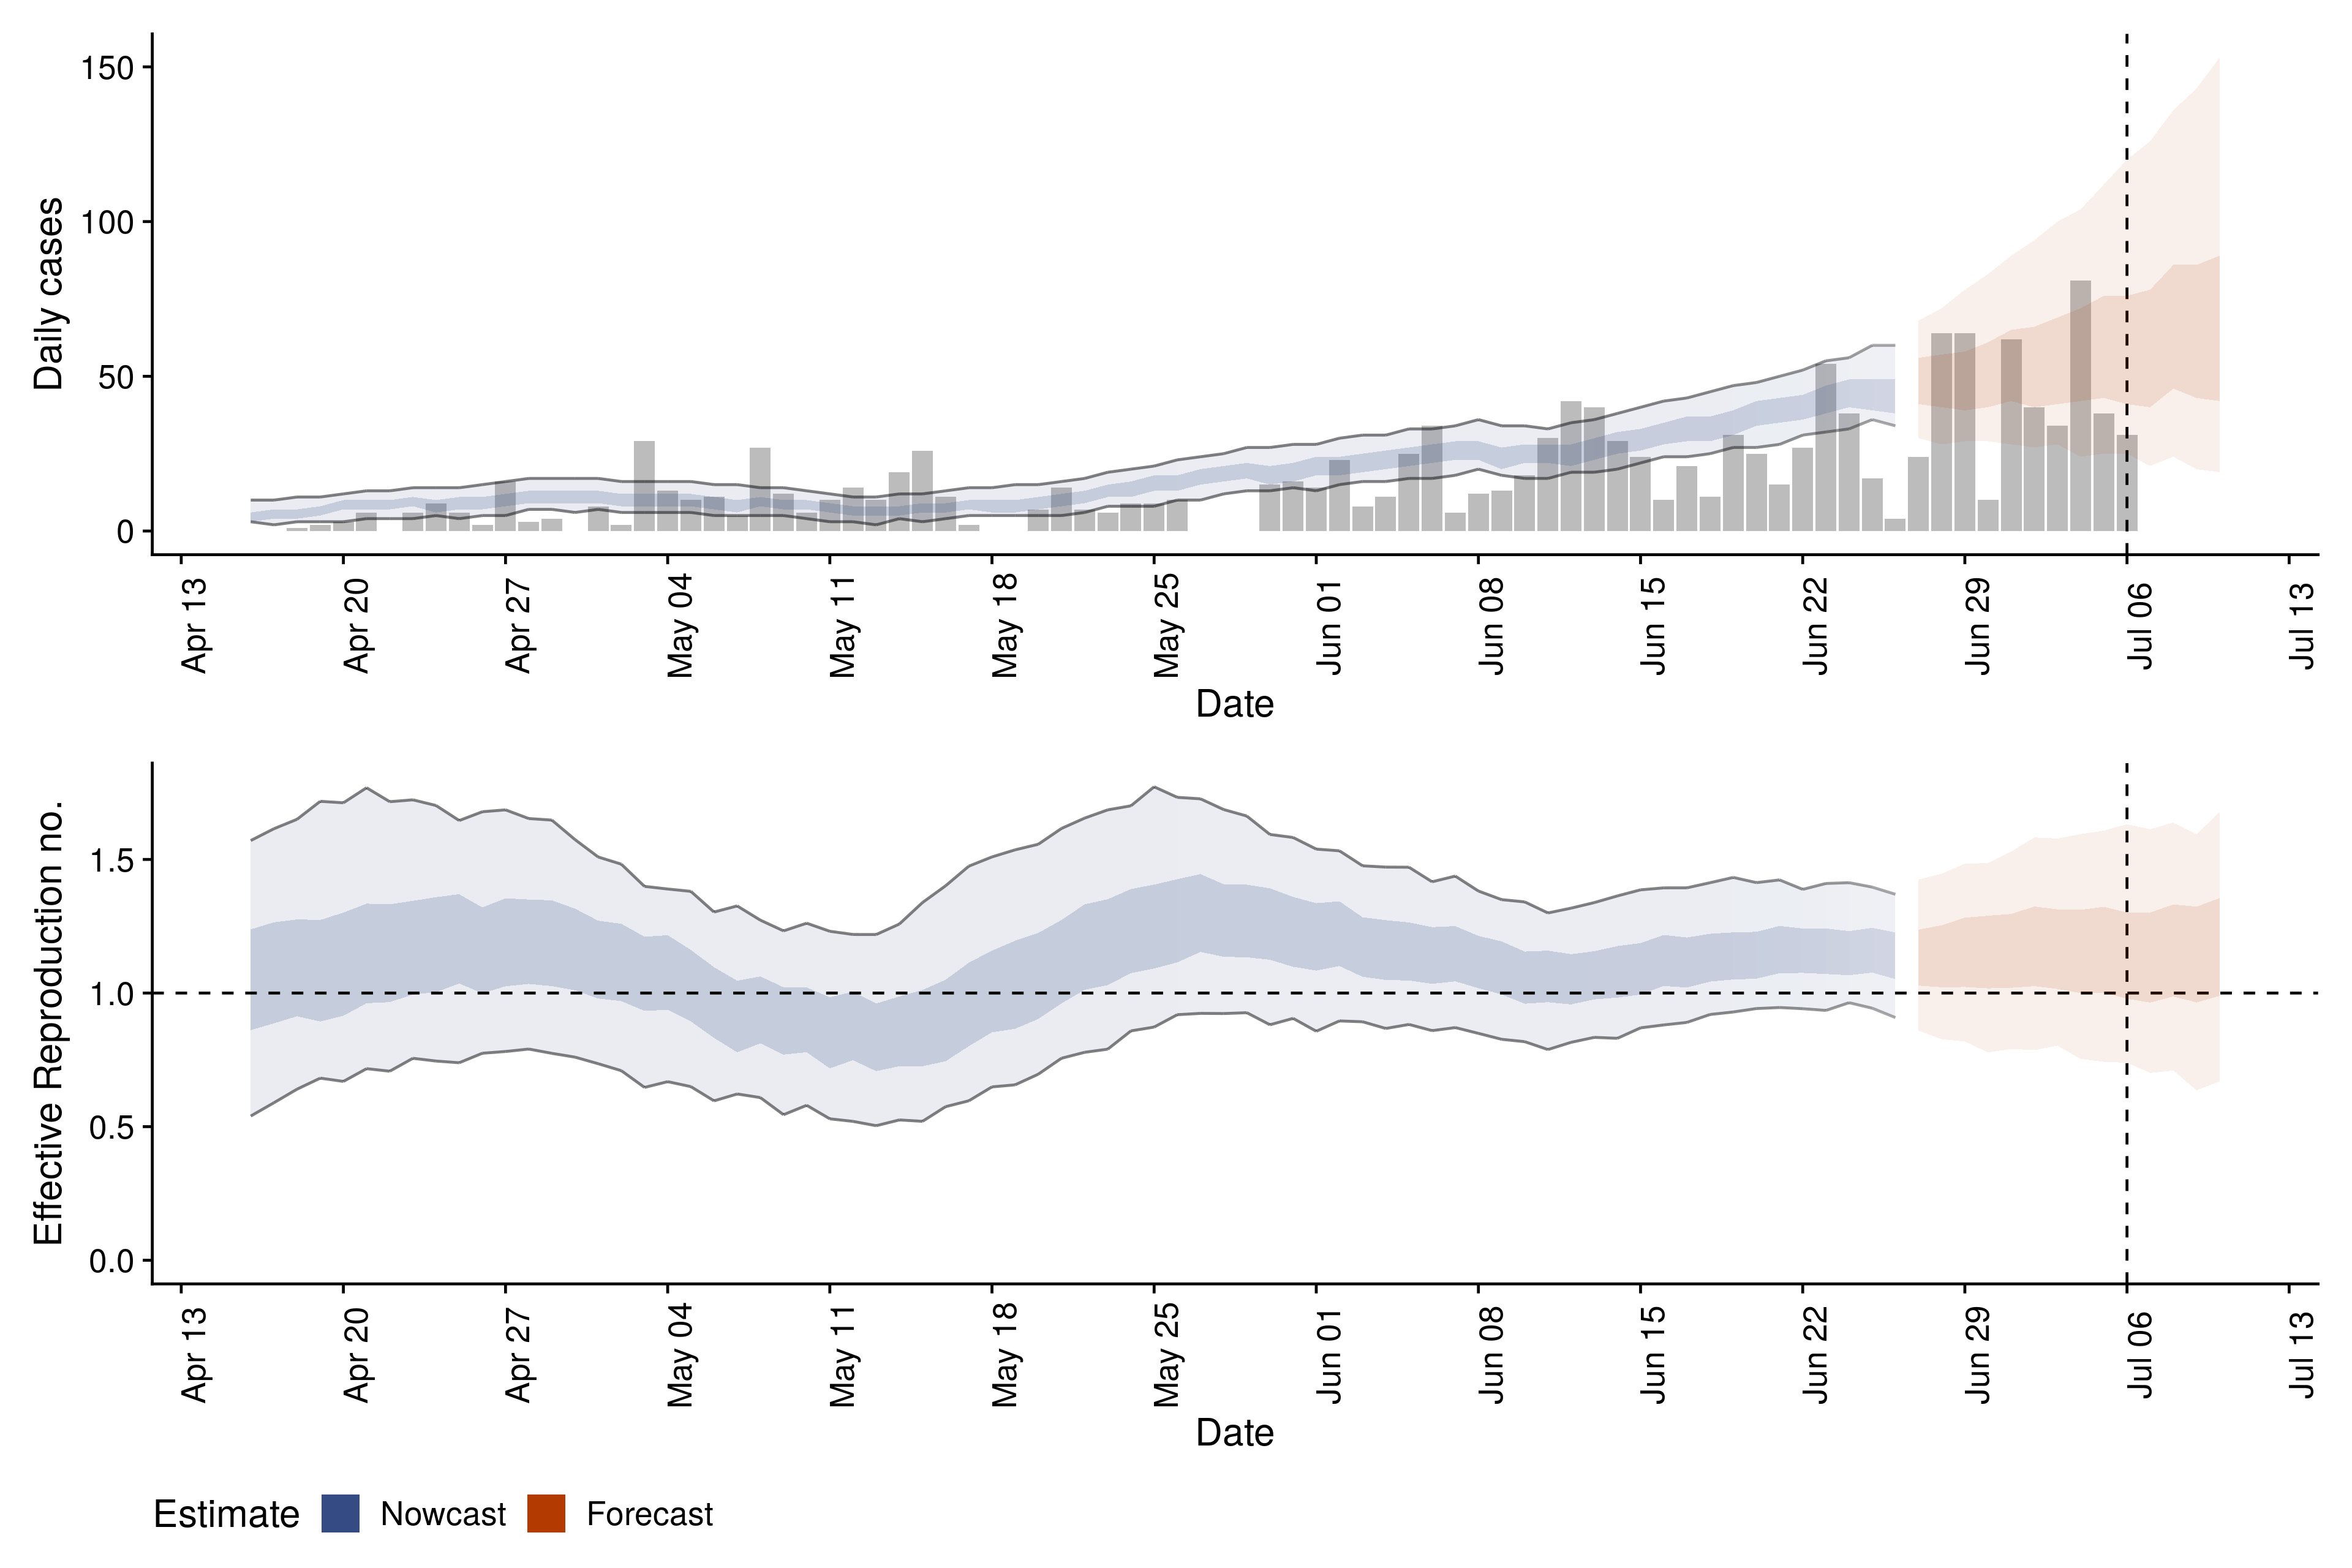 150
100
50
0
Daily cases
Apr 13
Apr 20
Apr 27
May 04
May 11
May 18
May 25
Jun 01
Jun 08
Jun 15
Jun 22
Jun 29
Jul 06
Jul 13
Date
1.5
1.0
0.5
0.0
Effective Reproduction no.
Apr 13
Apr 20
Apr 27
May 04
May 11
May 18
May 25
Jun 01
Jun 08
Jun 15
Jun 22
Jun 29
Jul 06
Jul 13
Date
Estimate Nowcast Forecast